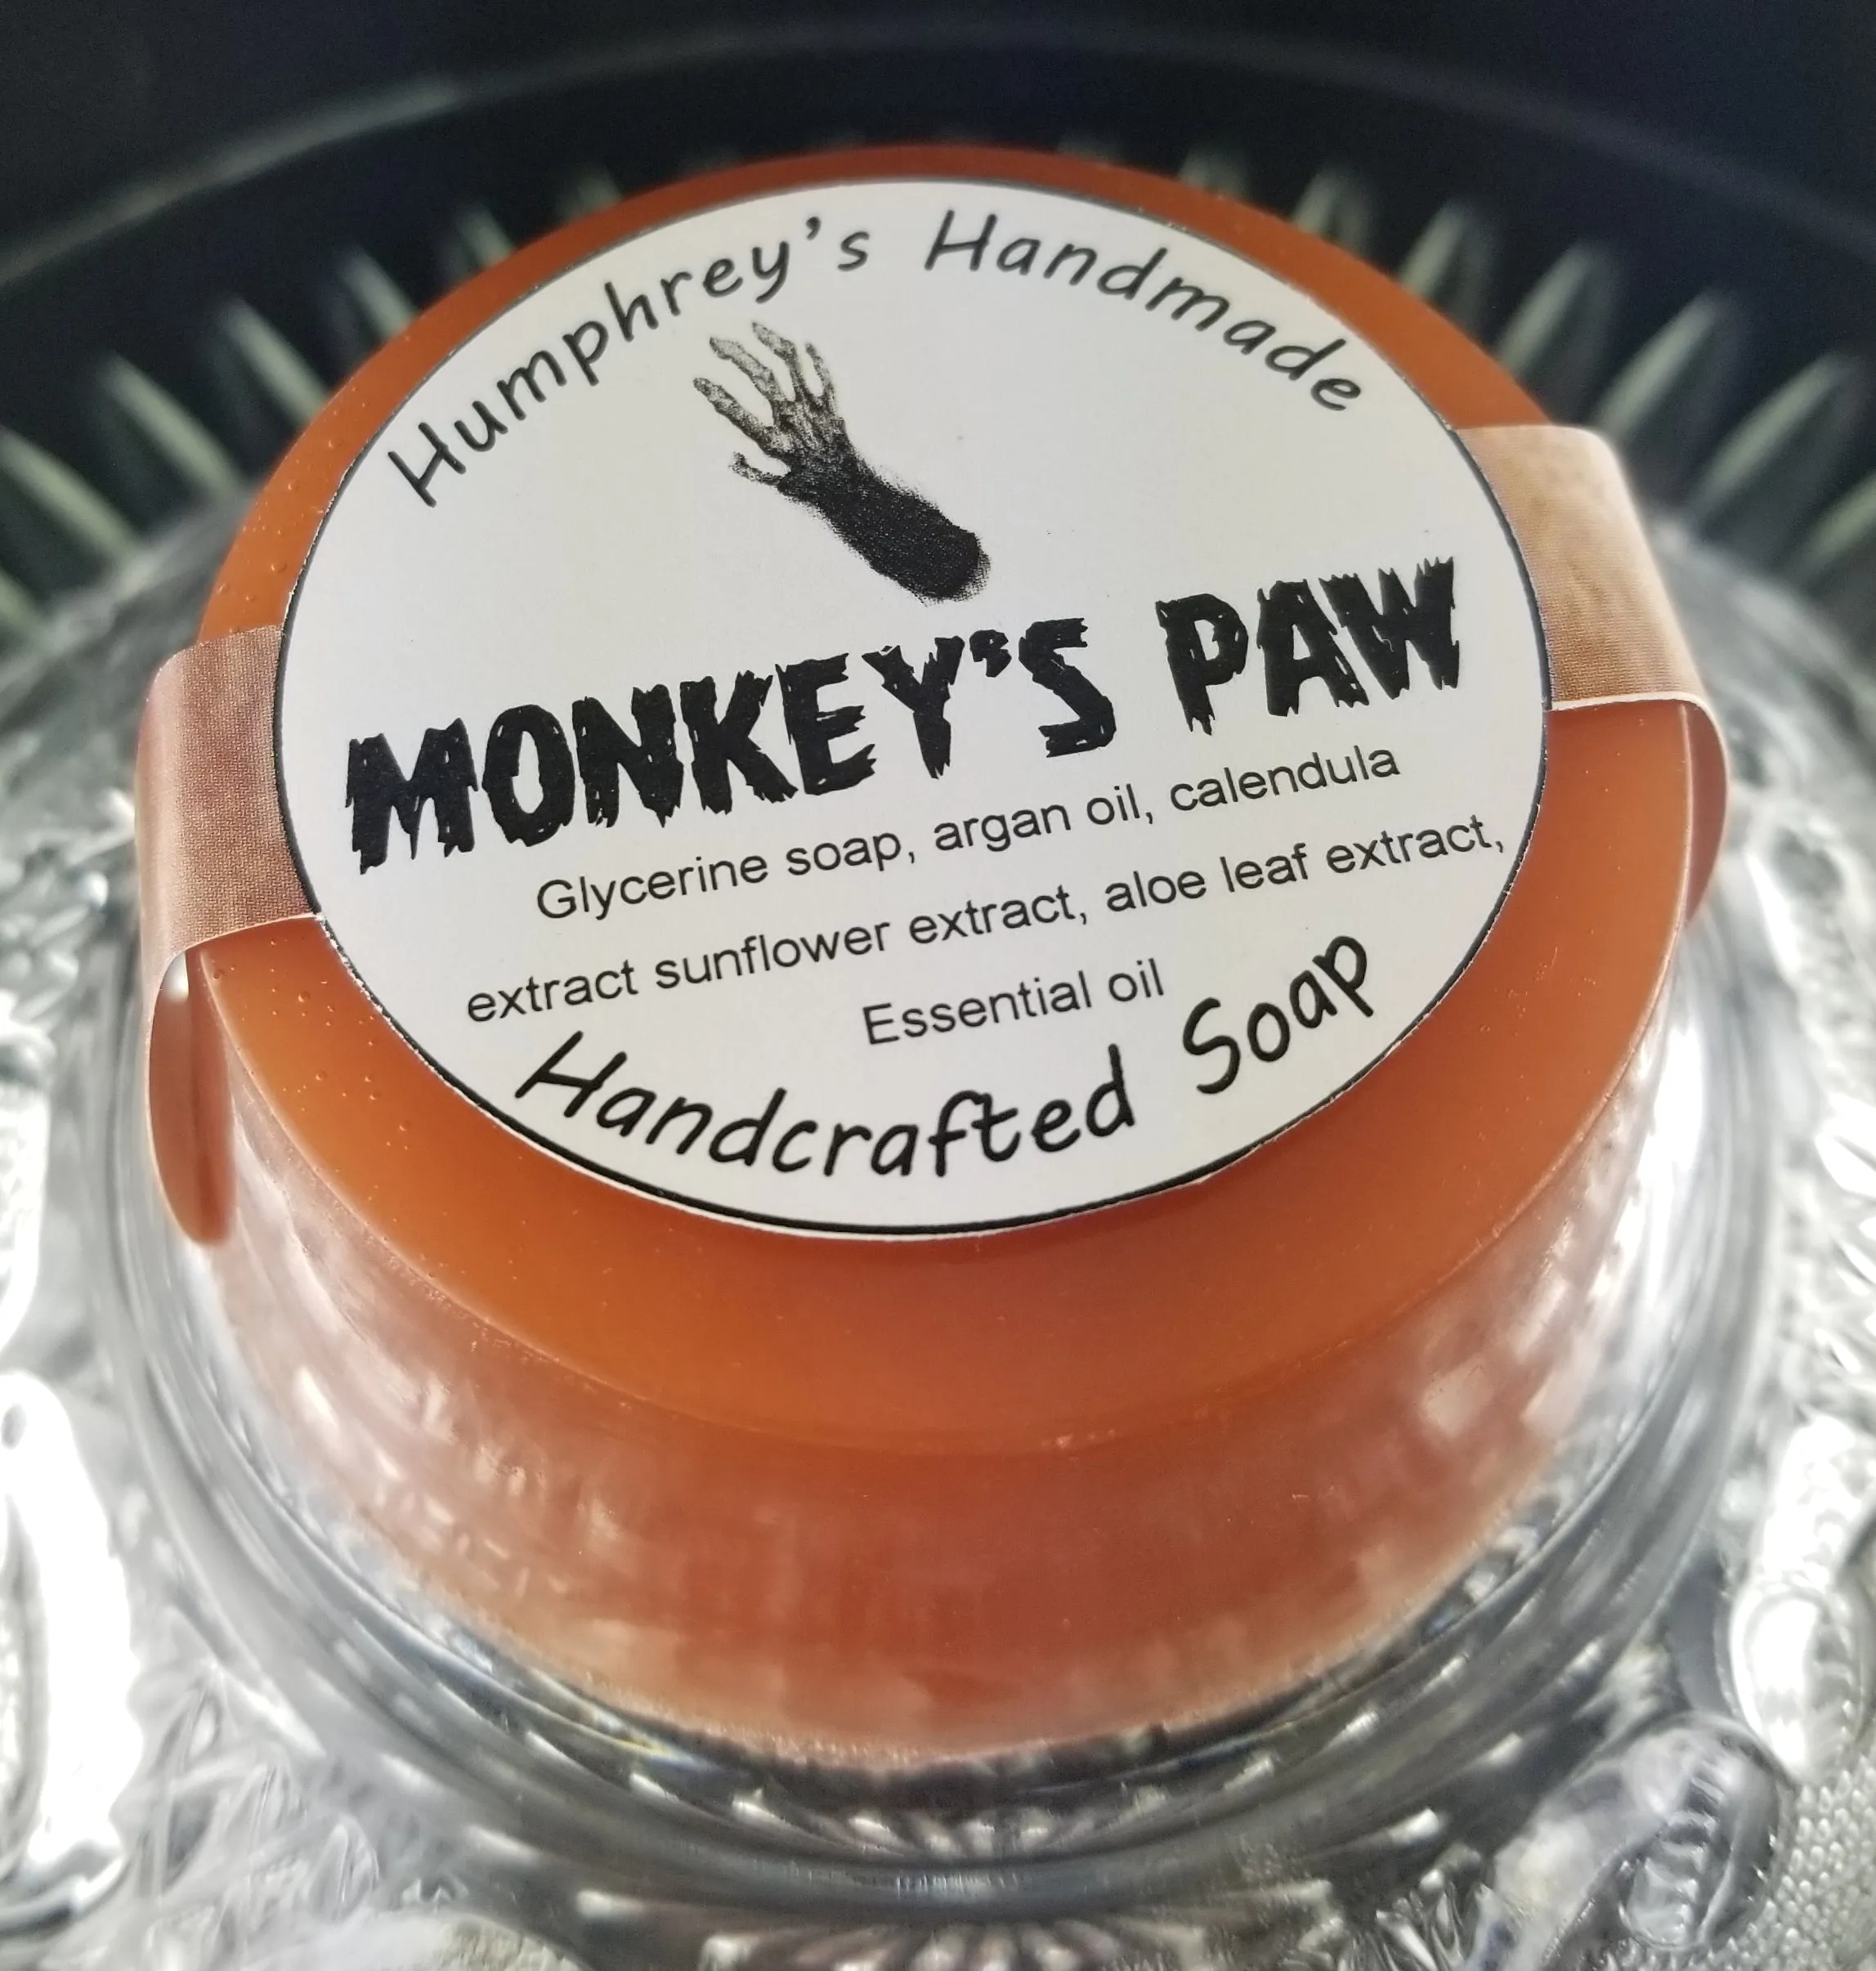 Humphrey's Handmade
MONKEY'S PAW
Glycerine soap, argan oil, calendula
extract sunflower extract, aloe leaf extract,
Essential oil
Handcrafted Soap